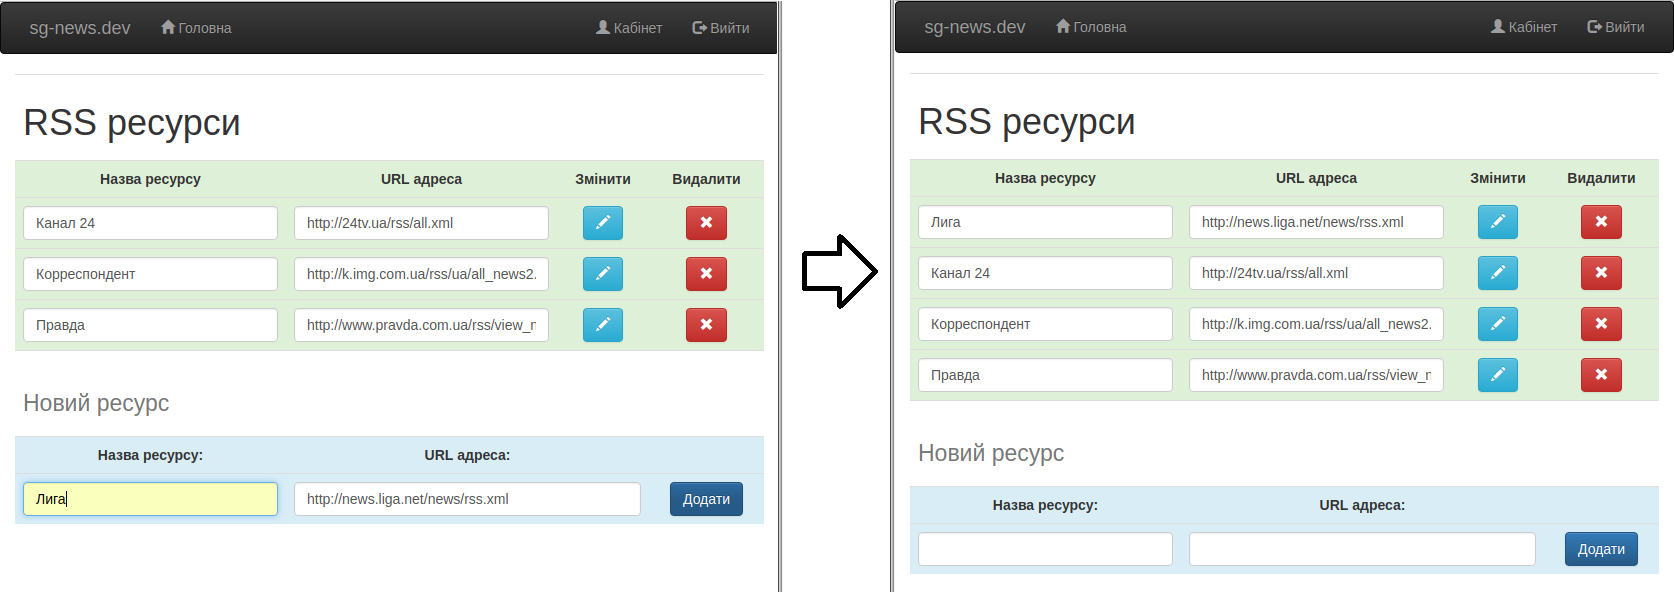 sg-news.dev Головна Кабінет Вийти
RSS ресурси
Назва ресурсу URL адреса Змінити Видалити
Канал 24 http://24tv.ua/rss/all.xml
Корреспондент http://k.img.com.ua/rss/ua/all_news2.
Правда http://www.pravda.com.ua/rss/view_n
Новий ресурс
Назва ресурсу: URL адреса:
Лига http://news.liga.net/news/rss.xml Додати
sg-news.dev Головна Кабінет Вийти
RSS ресурси
Назва ресурсу URL адреса Змінити Видалити
Лига http://news.liga.net/news/rss.xml
Канал 24 http://24tv.ua/rss/all.xml
Корреспондент http://k.img.com.ua/rss/ua/all_news2.
Правда http://www.pravda.com.ua/rss/view_n
Новий ресурс
Назва ресурсу: URL адреса:
Додати